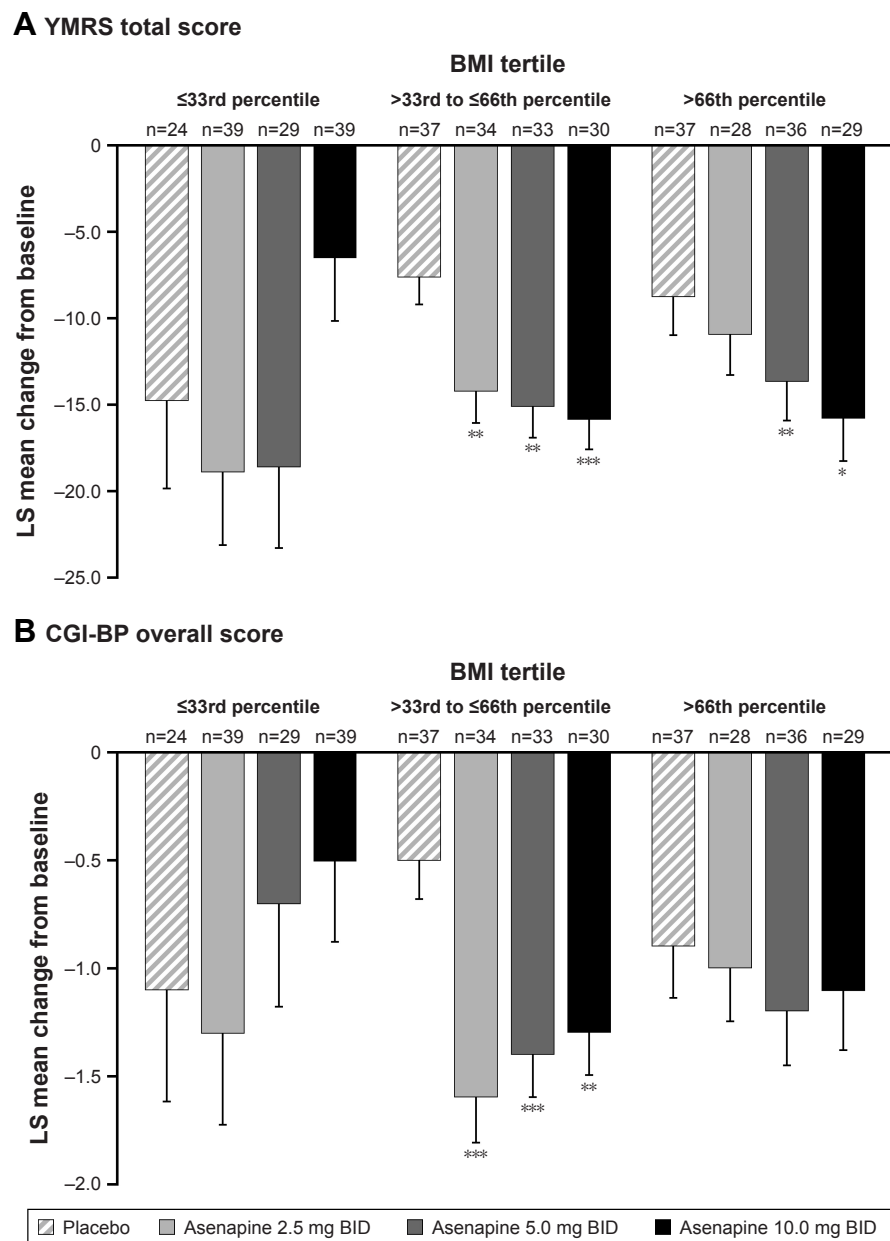 A YMRS total score
BMI tertile
≤33rd percentile >33rd to ≤66th percentile >66th percentile
n=24 n=39 n=29 n=39 n=37 n=34 n=33 n=30 n=37 n=28 n=36 n=29
0
–5.0
–10.0
–15.0
–20.0
–25.0
LS mean change from baseline
** ** *** ** *
B CGI-BP overall score
BMI tertile
≤33rd percentile >33rd to ≤66th percentile >66th percentile
n=24 n=39 n=29 n=39 n=37 n=34 n=33 n=30 n=37 n=28 n=36 n=29
0
–0.5
–1.0
–1.5
–2.0
LS mean change from baseline
*** *** **
Placebo Asenapine 2.5 mg BID Asenapine 5.0 mg BID Asenapine 10.0 mg BID